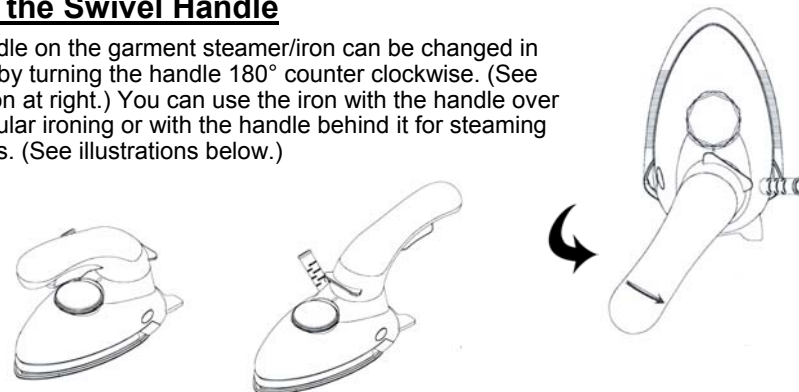 the Swivel Handle
dle on the garment steamer/iron can be changed in
by turning the handle 180° counter clockwise. (See
on at right.) You can use the iron with the handle over
ular ironing or with the handle behind it for steaming
s. (See illustrations below.)